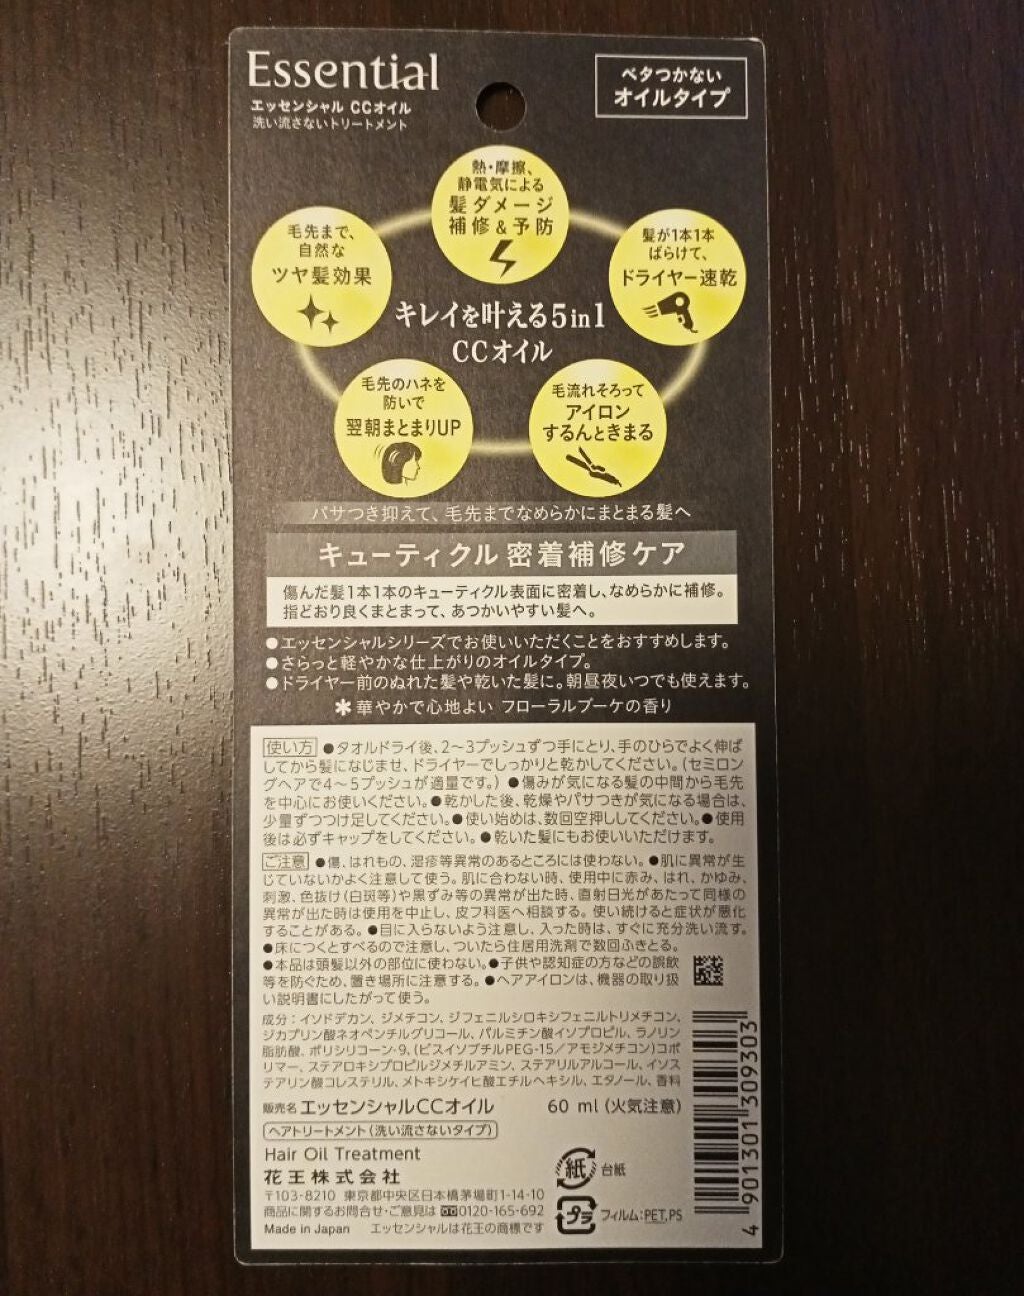 Essential
エッセンシャル CCオイル
洗い流さないトリートメント
ベタつかない
オイルタイプ
熱・摩擦、
静電気による
髪ダメージ
補修&予防
毛先まで、
自然な
ツヤ髪効果
髪が1本1本
ばらけて、
ドライヤー速乾
キレイを叶える5in1
CCオイル
毛先のハネを
防いで
翌朝まとまりUP
毛流れそろって
アイロン
するんときまる
パサつき抑えて、毛先までなめらかにまとまる髪へ
キューティクル 密着補修ケア
傷んだ髪1本1本のキューティクル表面に密着し、なめらかに補修。
指どおり良くまとまって、あつかいやすい髪へ。
●エッセンシャルシリーズでお使いいただくことをおすすめします。
●さらっと軽やかな仕上がりのオイルタイプ。
●ドライヤー前のぬれた髪や乾いた髪に。朝昼夜いつでも使えます。
＊華やかで心地よい フローラルブーケの香り
使い方 ●タオルドライ後、2〜3プッシュずつ手にとり、手のひらでよく伸ば
してから髪になじませ、ドライヤーでしっかりと乾かしてください。(セミロン
グヘアで4〜5プッシュが適量です。) ●傷みが気になる髪の中間から毛先
を中心にお使いください。●乾かした後、乾燥やパサつきが気になる場合は、
少量ずつつけ足してください。●使い始めは、数回空押ししてください。●使用
後は必ずキャップをしてください。●乾いた髪にもお使いいただけます。
ご注意 ●傷、はれもの、湿疹等異常のあるところには使わない。●肌に異常が生
じていないかよく注意して使う。肌に合わない時、使用中に赤み、はれ、かゆみ、
刺激、色抜け(白斑等)や黒ずみ等の異常が出た時、直射日光があたって同様の
異常が出た時は使用を中止し、皮フ科医へ相談する。使い続けると症状が悪化
することがある。●目に入らないよう注意し、入った時は、すぐに充分洗い流す。
●床につくとすべるので注意し、ついたら住居用洗剤で数回ふきとる。
●本品は頭髪以外の部位に使わない。●子供や認知症の方などの誤飲
等を防ぐため、置き場所に注意する。●ヘアアイロンは、機器の取り扱
い説明書にしたがって使う。
成分：イソドデカン、ジメチコン、ジフェニルシロキシフェニルトリメチコン、
ジカプリン酸ネオペンチルグリコール、パルミチン酸イソプロピル、ラノリン
脂肪酸、ポリシリコーン-9、(ビスイソブチルPEG-15／アモジメチコン)コポ
リマー、ステアロキシプロピルジメチルアミン、ステアリルアルコール、イソス
テアリン酸コレステリル、メトキシケイヒ酸エチルヘキシル、エタノール、香料
販売名 エッセンシャルCCオイル 60 ml (火気注意)
ヘアトリートメント(洗い流さないタイプ)
Hair Oil Treatment
花王株式会社
〒103-8210 東京都中央区日本橋茅場町1-14-10
商品に関するお問合せ・ご意見は 0120-165-692
Made in Japan エッセンシャルは花王の商標です
紙 台紙
プラ フィルム:PET,PS
4 901301 309303